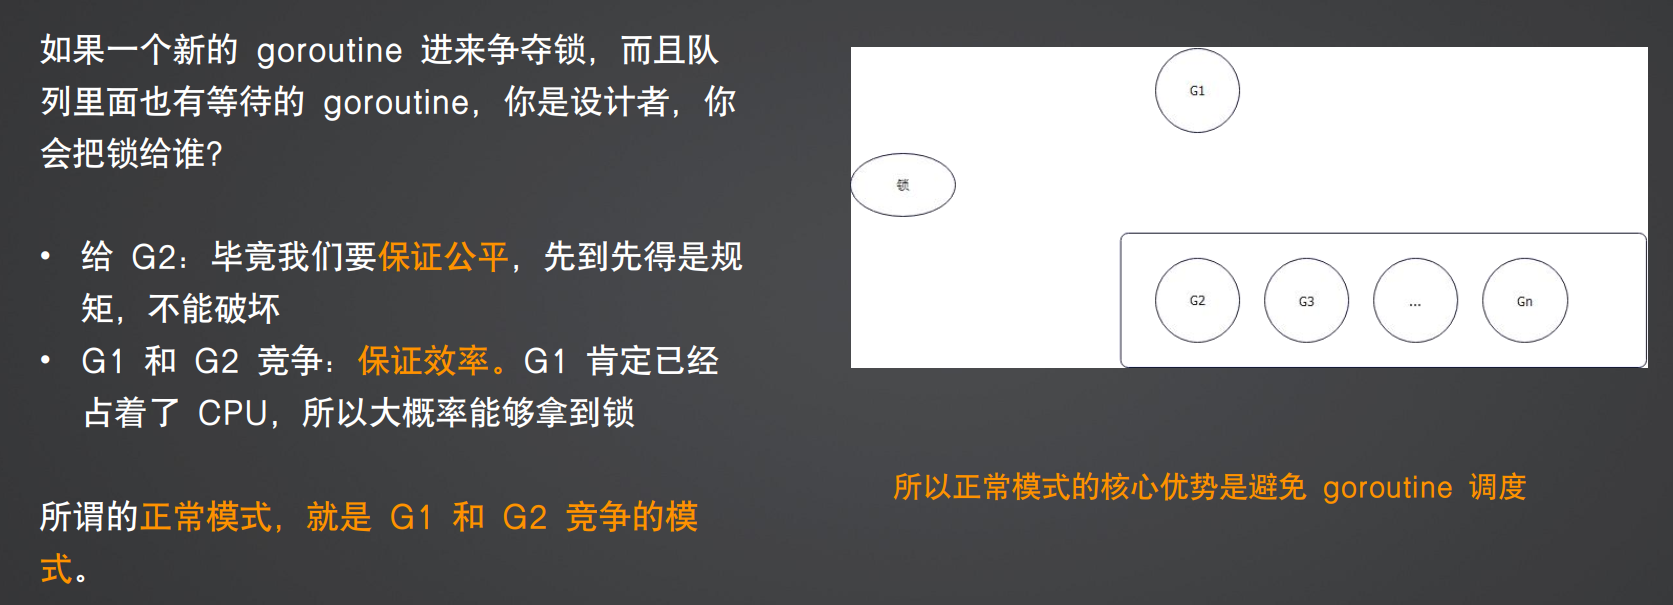 如果一个新的 goroutine 进来争夺锁，而且队
列里面也有等待的 goroutine，你是设计者，你
会把锁给谁？
• 给 G2：毕竟我们要保证公平，先到先得是规
矩，不能破坏
• G1 和 G2 竞争：保证效率。G1 肯定已经
占着了 CPU，所以大概率能够拿到锁
所谓的正常模式，就是 G1 和 G2 竞争的模
式。
G1
锁
G2 G3 ... Gn
所以正常模式的核心优势是避免 goroutine 调度